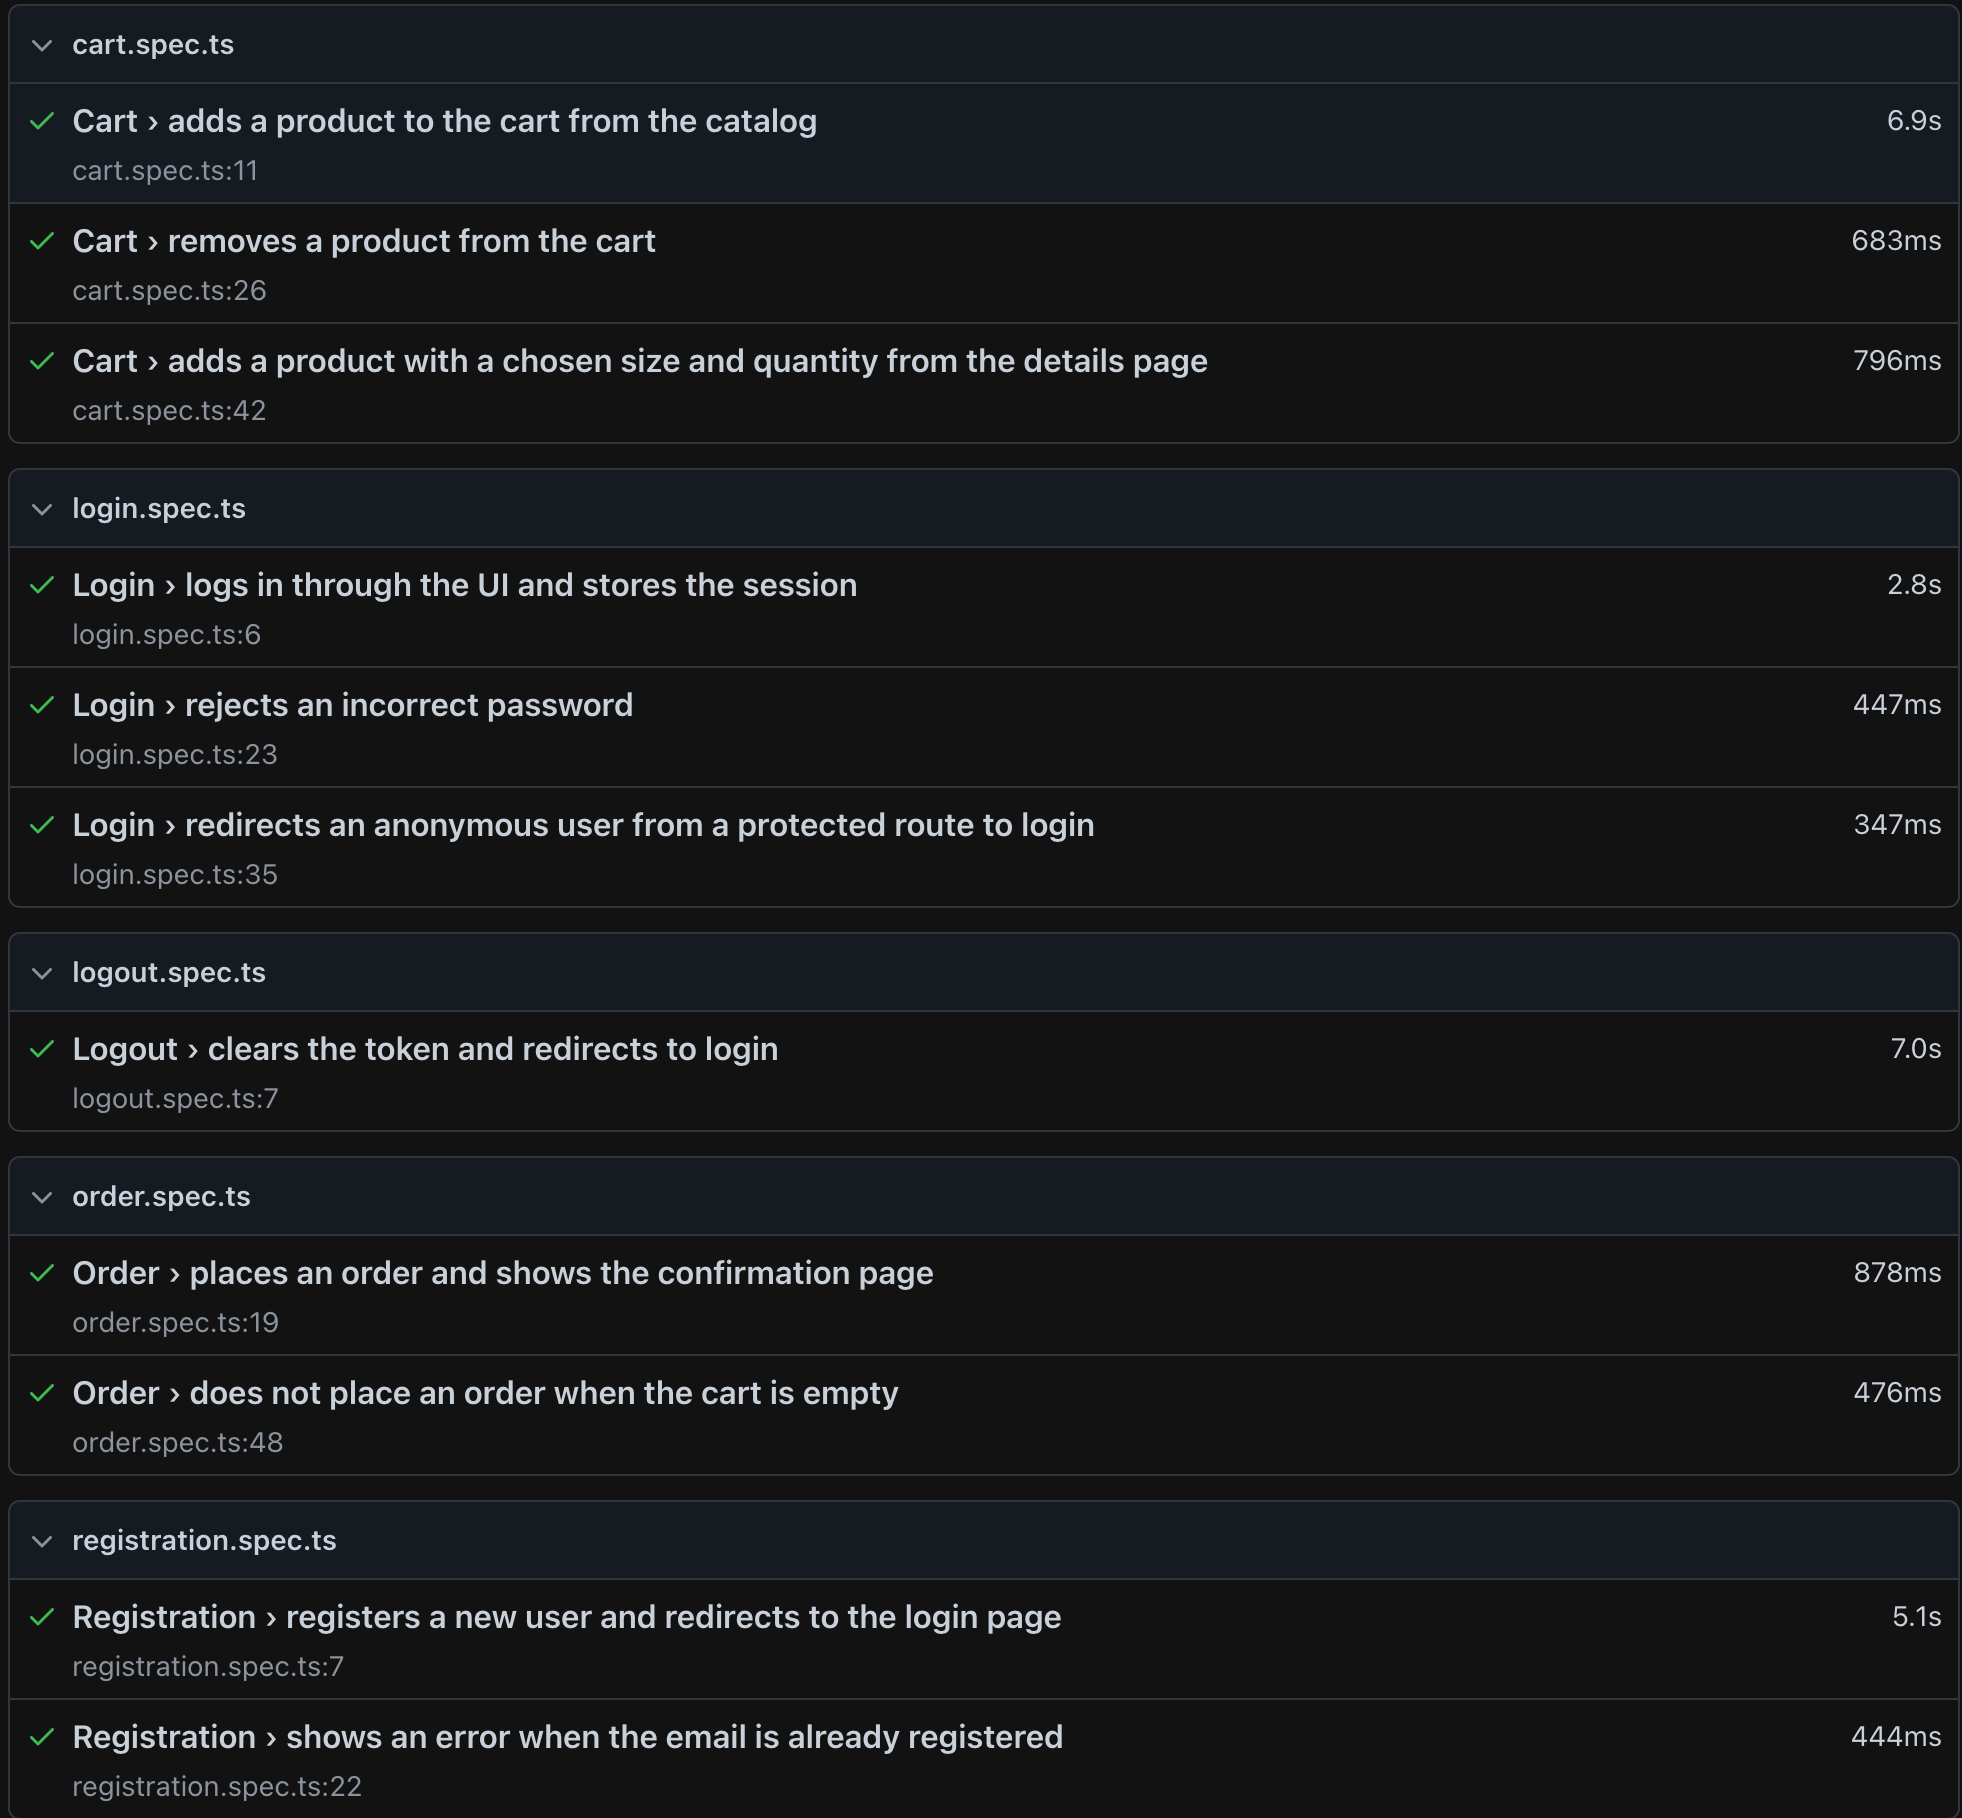 cart.spec.ts
Cart › adds a product to the cart from the catalog 6.9s
cart.spec.ts:11
Cart › removes a product from the cart 683ms
cart.spec.ts:26
Cart › adds a product with a chosen size and quantity from the details page 796ms
cart.spec.ts:42
login.spec.ts
Login › logs in through the UI and stores the session 2.8s
login.spec.ts:6
Login › rejects an incorrect password 447ms
login.spec.ts:23
Login › redirects an anonymous user from a protected route to login 347ms
login.spec.ts:35
logout.spec.ts
Logout › clears the token and redirects to login 7.0s
logout.spec.ts:7
order.spec.ts
Order › places an order and shows the confirmation page 878ms
order.spec.ts:19
Order › does not place an order when the cart is empty 476ms
order.spec.ts:48
registration.spec.ts
Registration › registers a new user and redirects to the login page 5.1s
registration.spec.ts:7
Registration › shows an error when the email is already registered 444ms
registration.spec.ts:22